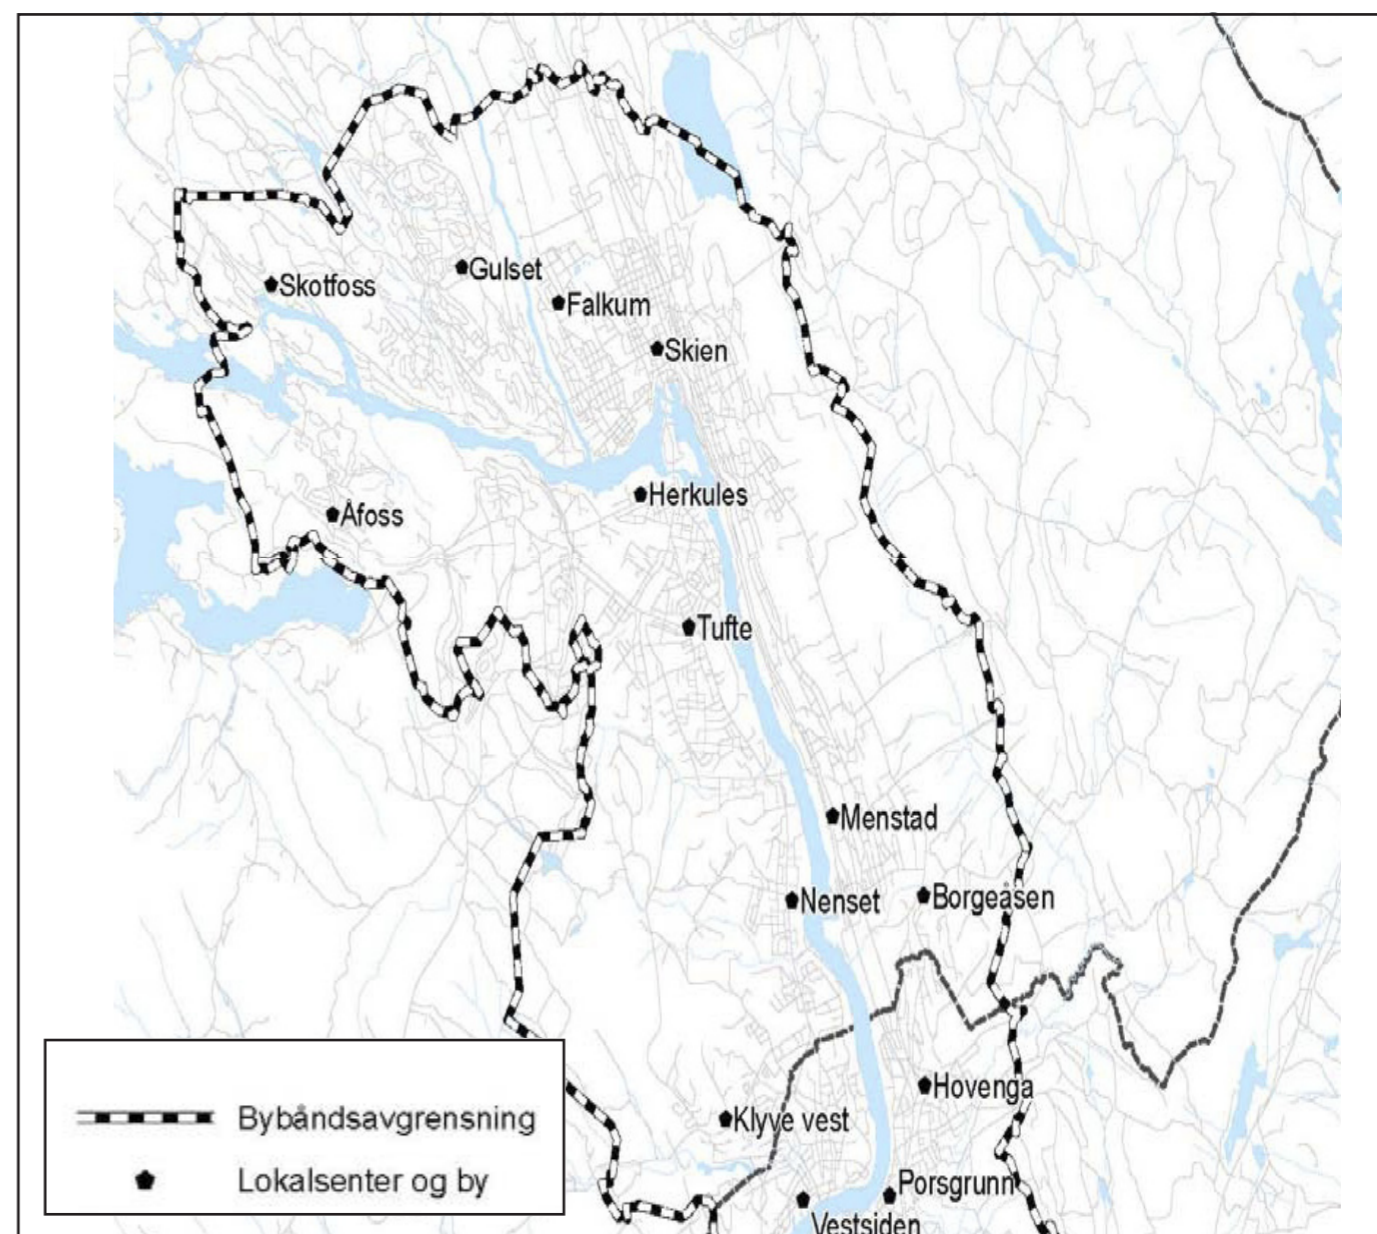 Gulset
Skotfoss
Falkum
Skien
Herkules
Åfoss
Tufte
Menstad
Nenset
Borgeåsen
Hovenga
Klyve vest
Porsgrunn
Vestsiden
Bybåndsavgrensning
Lokalsenter og by